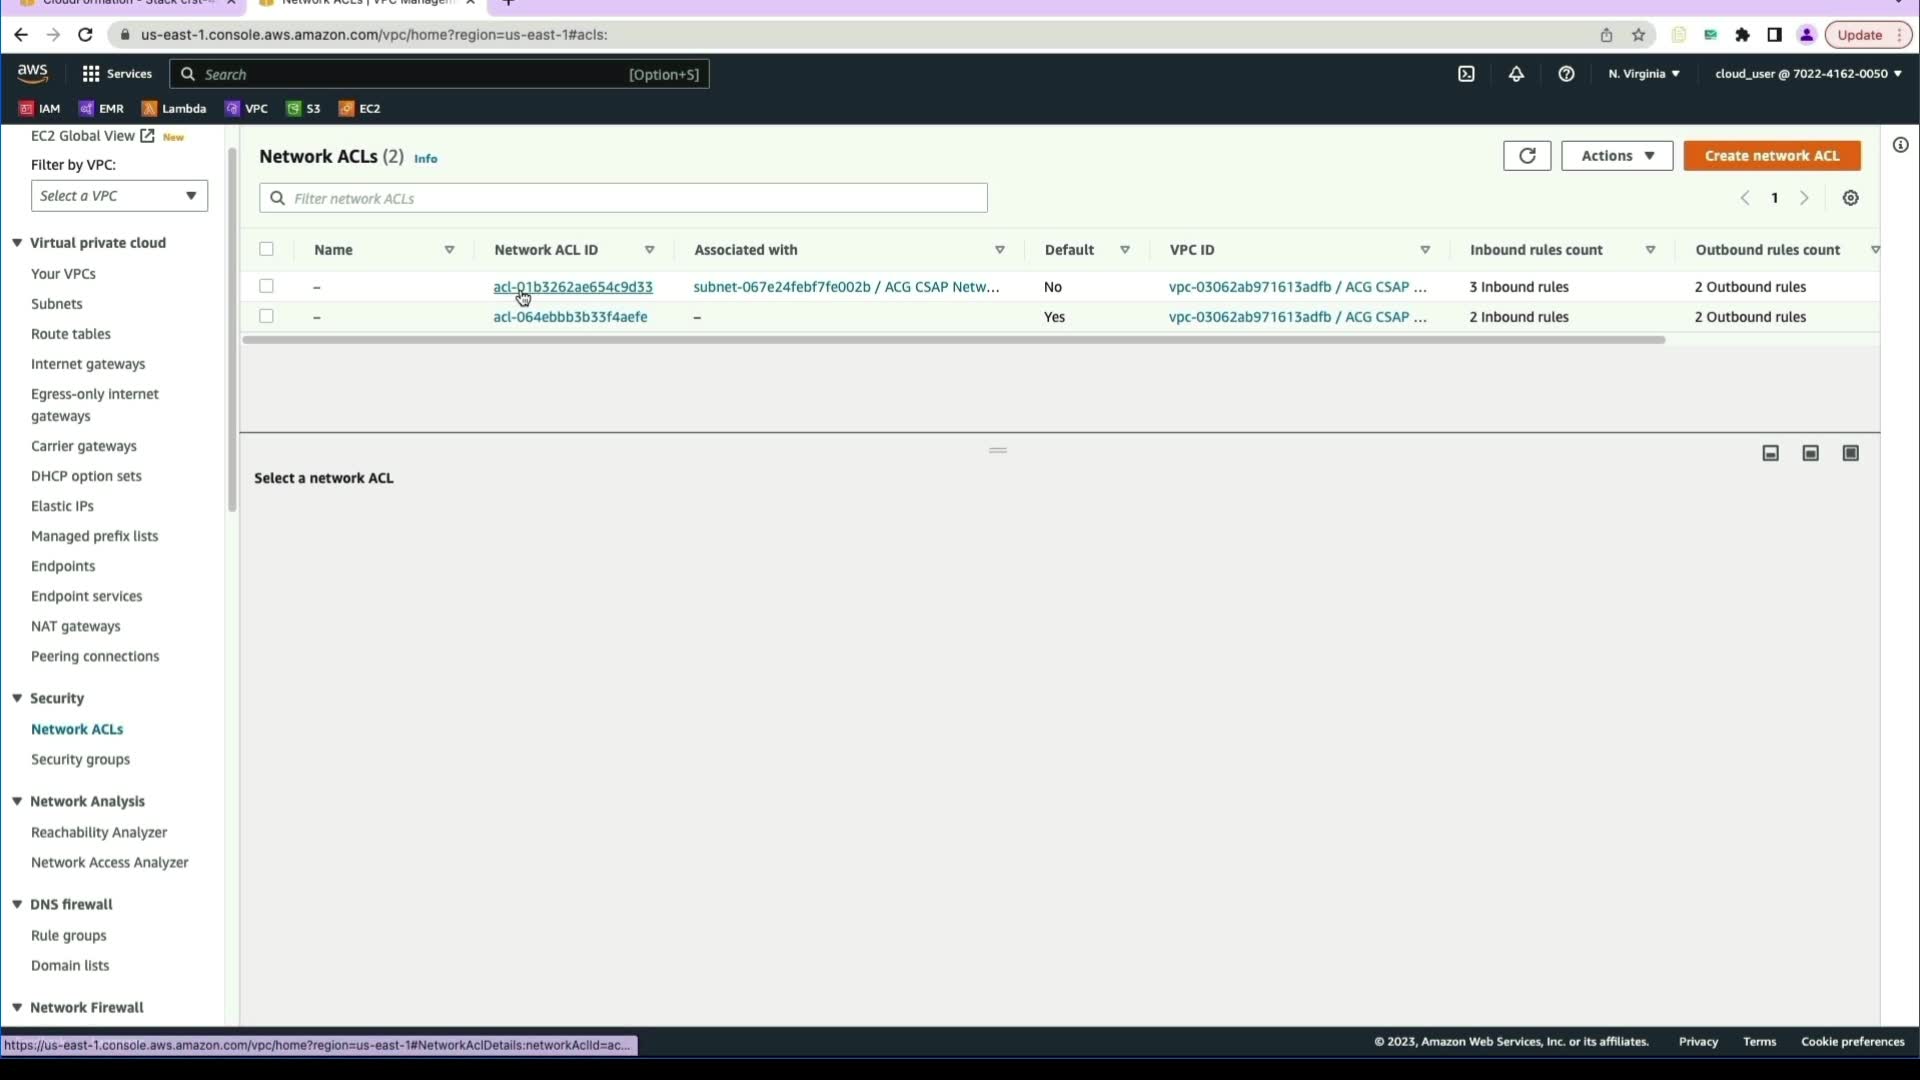 CloudFormation - Stack
Network ACLs | VPC Managem
us-east-1.console.aws.amazon.com/vpc/home?region=us-east-1#acls:
Update
aws
Services
Search
[Option+S]
N. Virginia
cloud_user @ 7022-4162-0050
IAM
EMR
Lambda
VPC
S3
EC2
EC2 Global View
New
Filter by VPC:
Select a VPC
Virtual private cloud
Your VPCs
Subnets
Route tables
Internet gateways
Egress-only internet
gateways
Carrier gateways
DHCP option sets
Elastic IPs
Managed prefix lists
Endpoints
Endpoint services
NAT gateways
Peering connections
Security
Network ACLs
Security groups
Network Analysis
Reachability Analyzer
Network Access Analyzer
DNS firewall
Rule groups
Domain lists
Network Firewall
Network ACLs (2) Info
Actions
Create network ACL
Filter network ACLs
1
Name Network ACL ID Associated with Default VPC ID Inbound rules count Outbound rules count
– acl-01b3262ae654c9d33 subnet-067e24febf7fe002b / ACG CSAP Netw... No vpc-03062ab971613adfb / ACG CSAP ... 3 Inbound rules 2 Outbound rules
– acl-064ebbb3b33f4aefe – Yes vpc-03062ab971613adfb / ACG CSAP ... 2 Inbound rules 2 Outbound rules
Select a network ACL
https://us-east-1.console.aws.amazon.com/vpc/home?region=us-east-1#NetworkAclDetails:networkAclId=ac...
© 2023, Amazon Web Services, Inc. or its affiliates.
Privacy
Terms
Cookie preferences